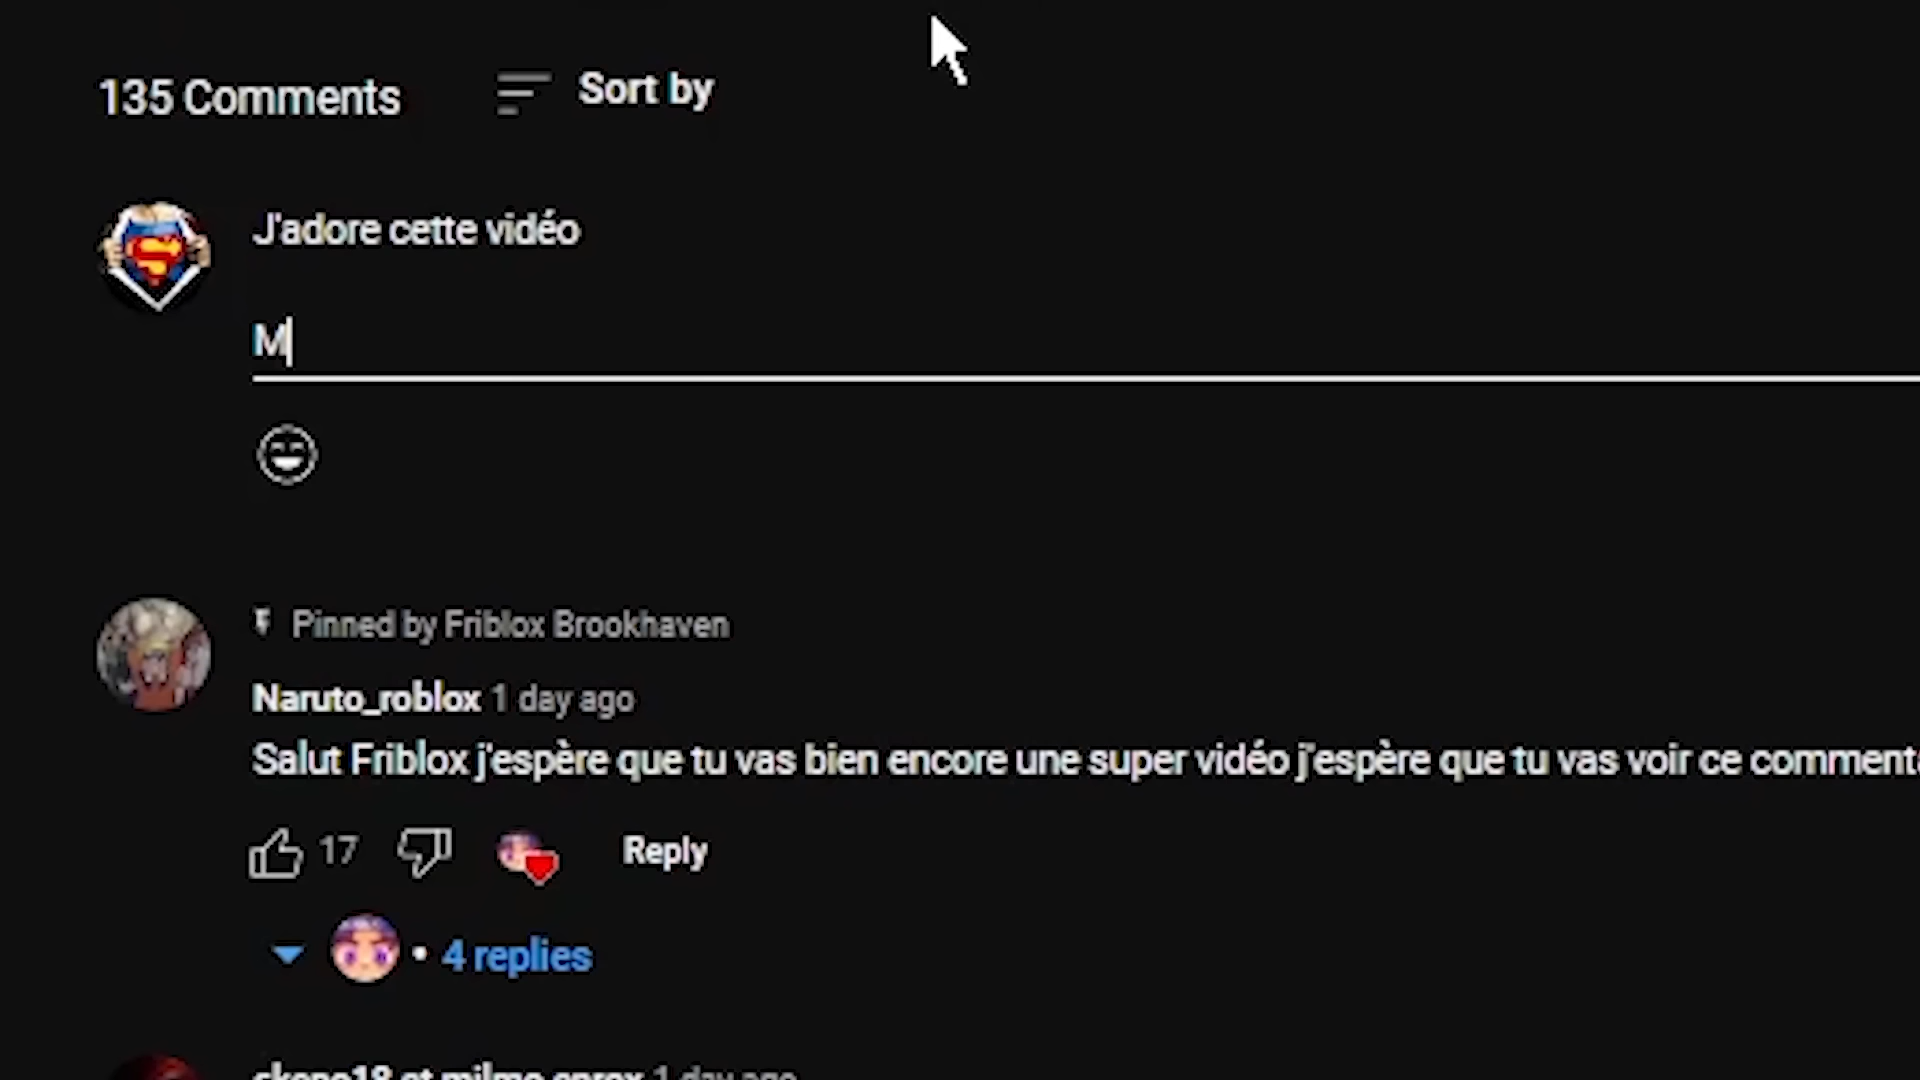 135 Comments
Sort by
J'adore cette vidéo
M
Pinned by Friblox Brookhaven
Naruto_roblox 1 day ago
Salut Friblox j'espère que tu vas bien encore une super vidéo j'espère que tu vas voir ce
17
Reply
• 4 replies
1 day ago